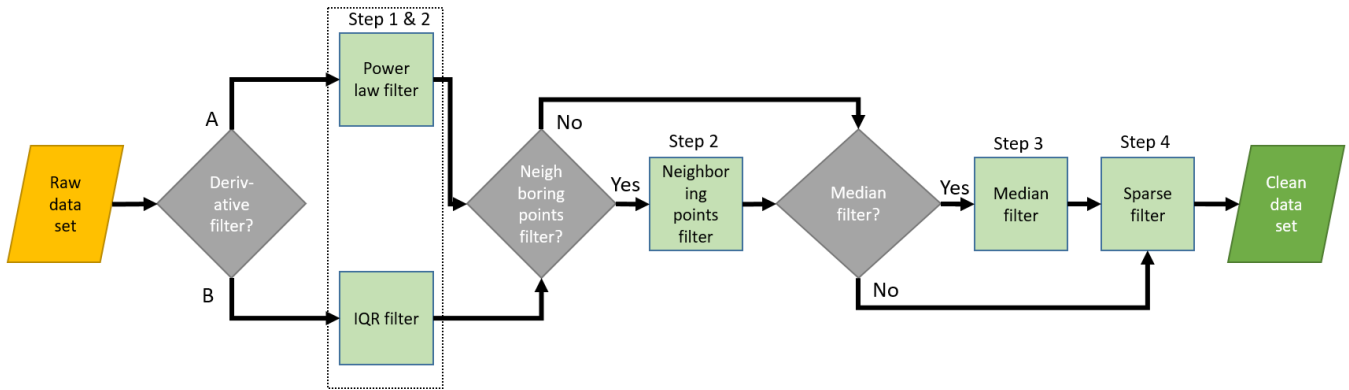 Step 1 & 2
Power
law filter
A
No
Step 2
Step 3
Step 4
Raw
data
set
Deriv-
ative
filter?
Neigh
boring
points
filter?
Yes
Neighbor
ing
points
filter
Median
filter?
Yes
Median
filter
Sparse
filter
Clean
data
set
B
IQR filter
No